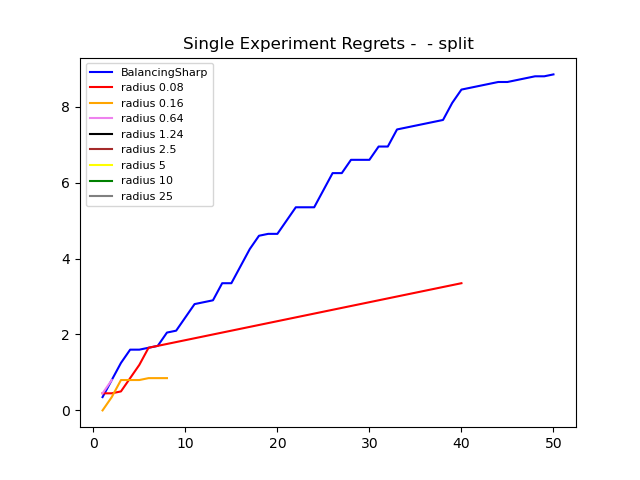 Single Experiment Regrets -  - split
BalancingSharp
radius 0.08
radius 0.16
radius 0.64
radius 1.24
radius 2.5
radius 5
radius 10
radius 25
8
6
4
2
0
0 10 20 30 40 50